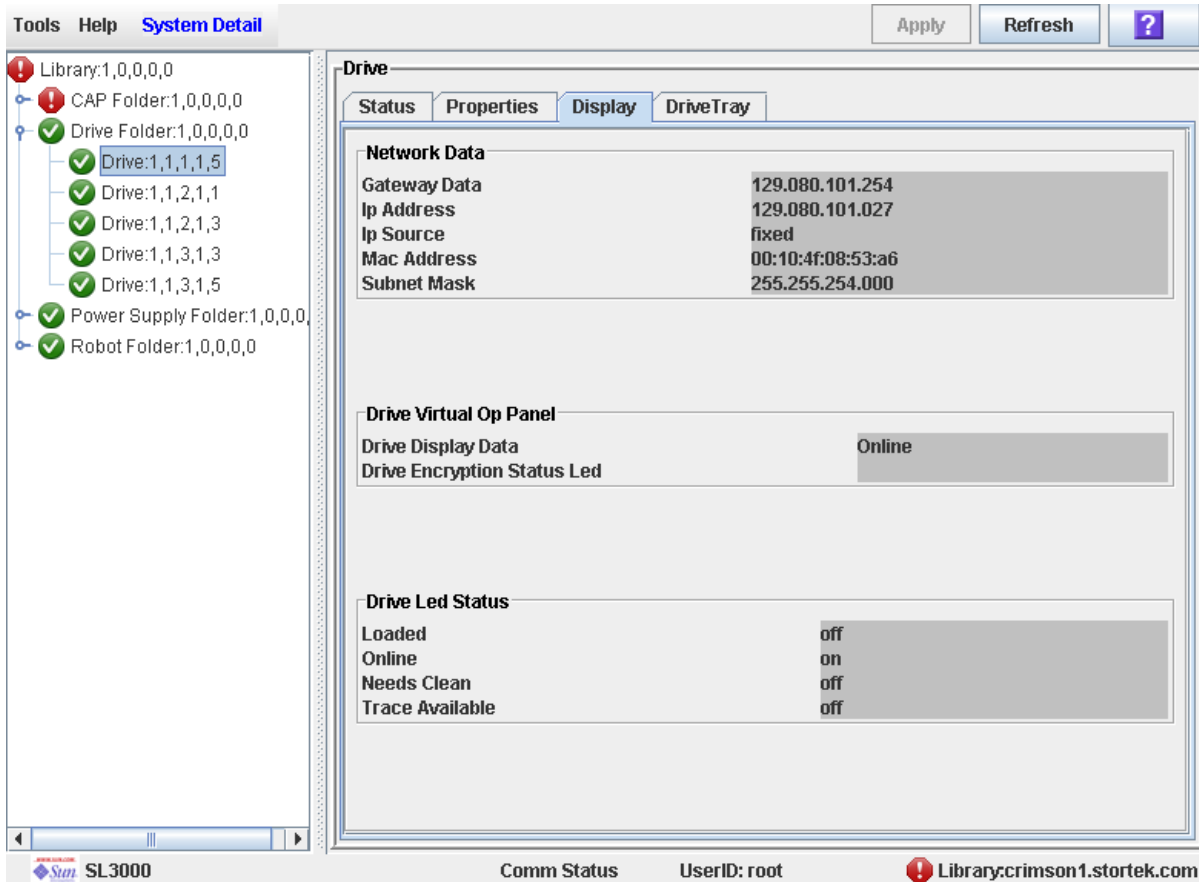 Tools Help System Detail Apply Refresh ?
Library:1,0,0,0,0
CAP Folder:1,0,0,0,0
Drive Folder:1,0,0,0,0
Drive:1,1,1,1,5
Drive:1,1,2,1,1
Drive:1,1,2,1,3
Drive:1,1,3,1,3
Drive:1,1,3,1,5
Power Supply Folder:1,0,0,0,
Robot Folder:1,0,0,0,0
Drive
Status Properties Display DriveTray
Network Data
Gateway Data 129.080.101.254
Ip Address 129.080.101.027
Ip Source fixed
Mac Address 00:10:4f:08:53:a6
Subnet Mask 255.255.254.000
Drive Virtual Op Panel
Drive Display Data Online
Drive Encryption Status Led
Drive Led Status
Loaded off
Online on
Needs Clean off
Trace Available off
Sun SL3000 Comm Status UserID: root Library:crimson1.stortek.com